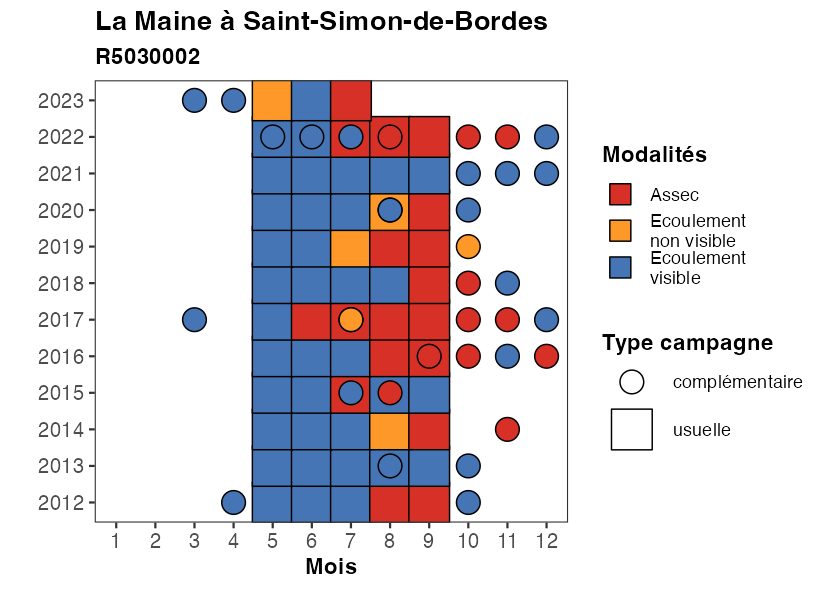 La Maine à Saint-Simon-de-Bordes
R5030002
2023
2022
2021
2020
2019
2018
2017
2016
2015
2014
2013
2012
1 2 3 4 5 6 7 8 9 10 11 12
Mois
Modalités
Assec
Ecoulement
non visible
Ecoulement
visible
Type campagne
complémentaire
usuelle